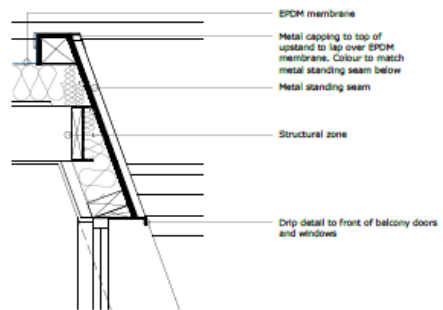 EPDM membrane
Metal capping to top of
upstand to lap over EPDM
membrane. Colour to match
metal standing seam below
Metal standing seam
Structural zone
Drip detail to front of balcony doors
and windows